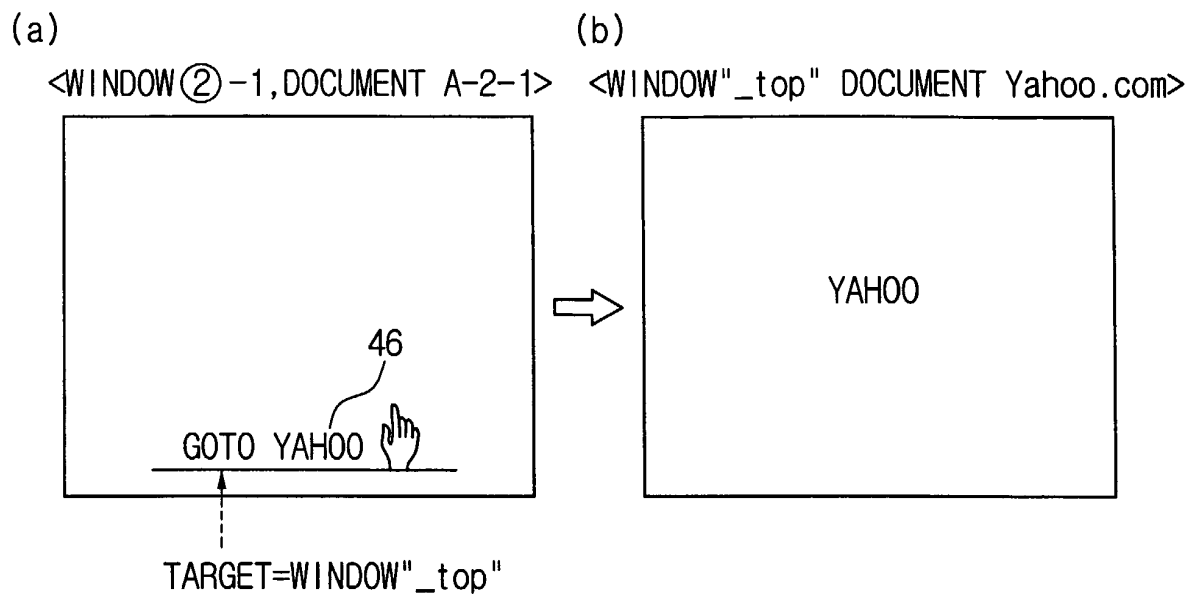 (a)
<WINDOW②-1,DOCUMENT A-2-1>
46
GOTO YAHOO
TARGET=WINDOW"_top"
(b)
<WINDOW"_top" DOCUMENT Yahoo.com>
YAHOO